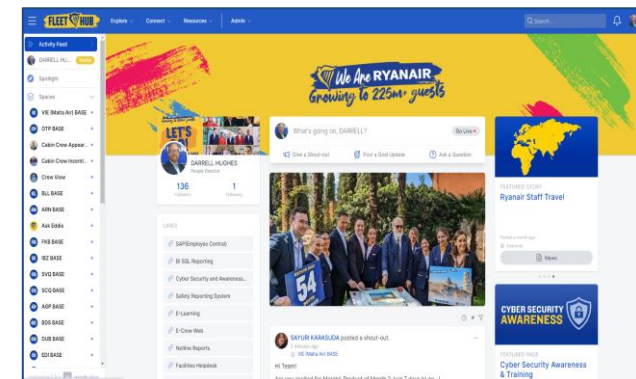 FLEET HUB
Explore
Connect
Resources
Admin
Search...
Activity Feed
DARRELL HU...
Spotlight
Spaces
VIE (Malta Air) BASE
OTP BASE
Cabin Crew Appear...
Cabin Crew Incenti...
Crew View
BLL BASE
ARN BASE
Ask Eddie
FKB BASE
IBZ BASE
SVQ BASE
SCQ BASE
AGP BASE
BDS BASE
DUB BASE
EDI BASE
We Are RYANAIR
Growing to 225m+ guests
LET'S
DARRELL HUGHES
People Director
136
1
Followers
Following
LINKS
SAP(Employee Central)
BI SQL Reporting
Cyber Security and Awareness...
Safety Reporting System
E-Learning
E-Crew Web
Netline Reports
Facilities Helpdesk
What's going on, DARRELL?
Go Live
Give a Shout-out
Post a Goal Update
Ask a Question
54
SAYURI KARASUDA posted a shout-out.
VIE (Malta Air) BASE
Hi Team!
FEATURED STORY
Ryanair Staff Travel
News
CYBER SECURITY
AWARENESS
FEATURED PAGE
Cyber Security Awareness
& Training